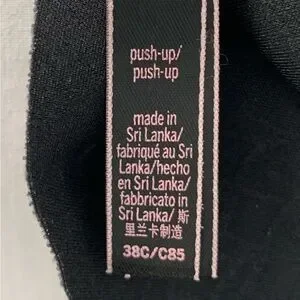 push-up/
push-up
made in
Sri Lanka/
fabriqué au Sri
Lanka/hecho
en Sri Lanka/
fabbricato in
Sri Lanka/ 斯
里兰卡制造
38C/C85